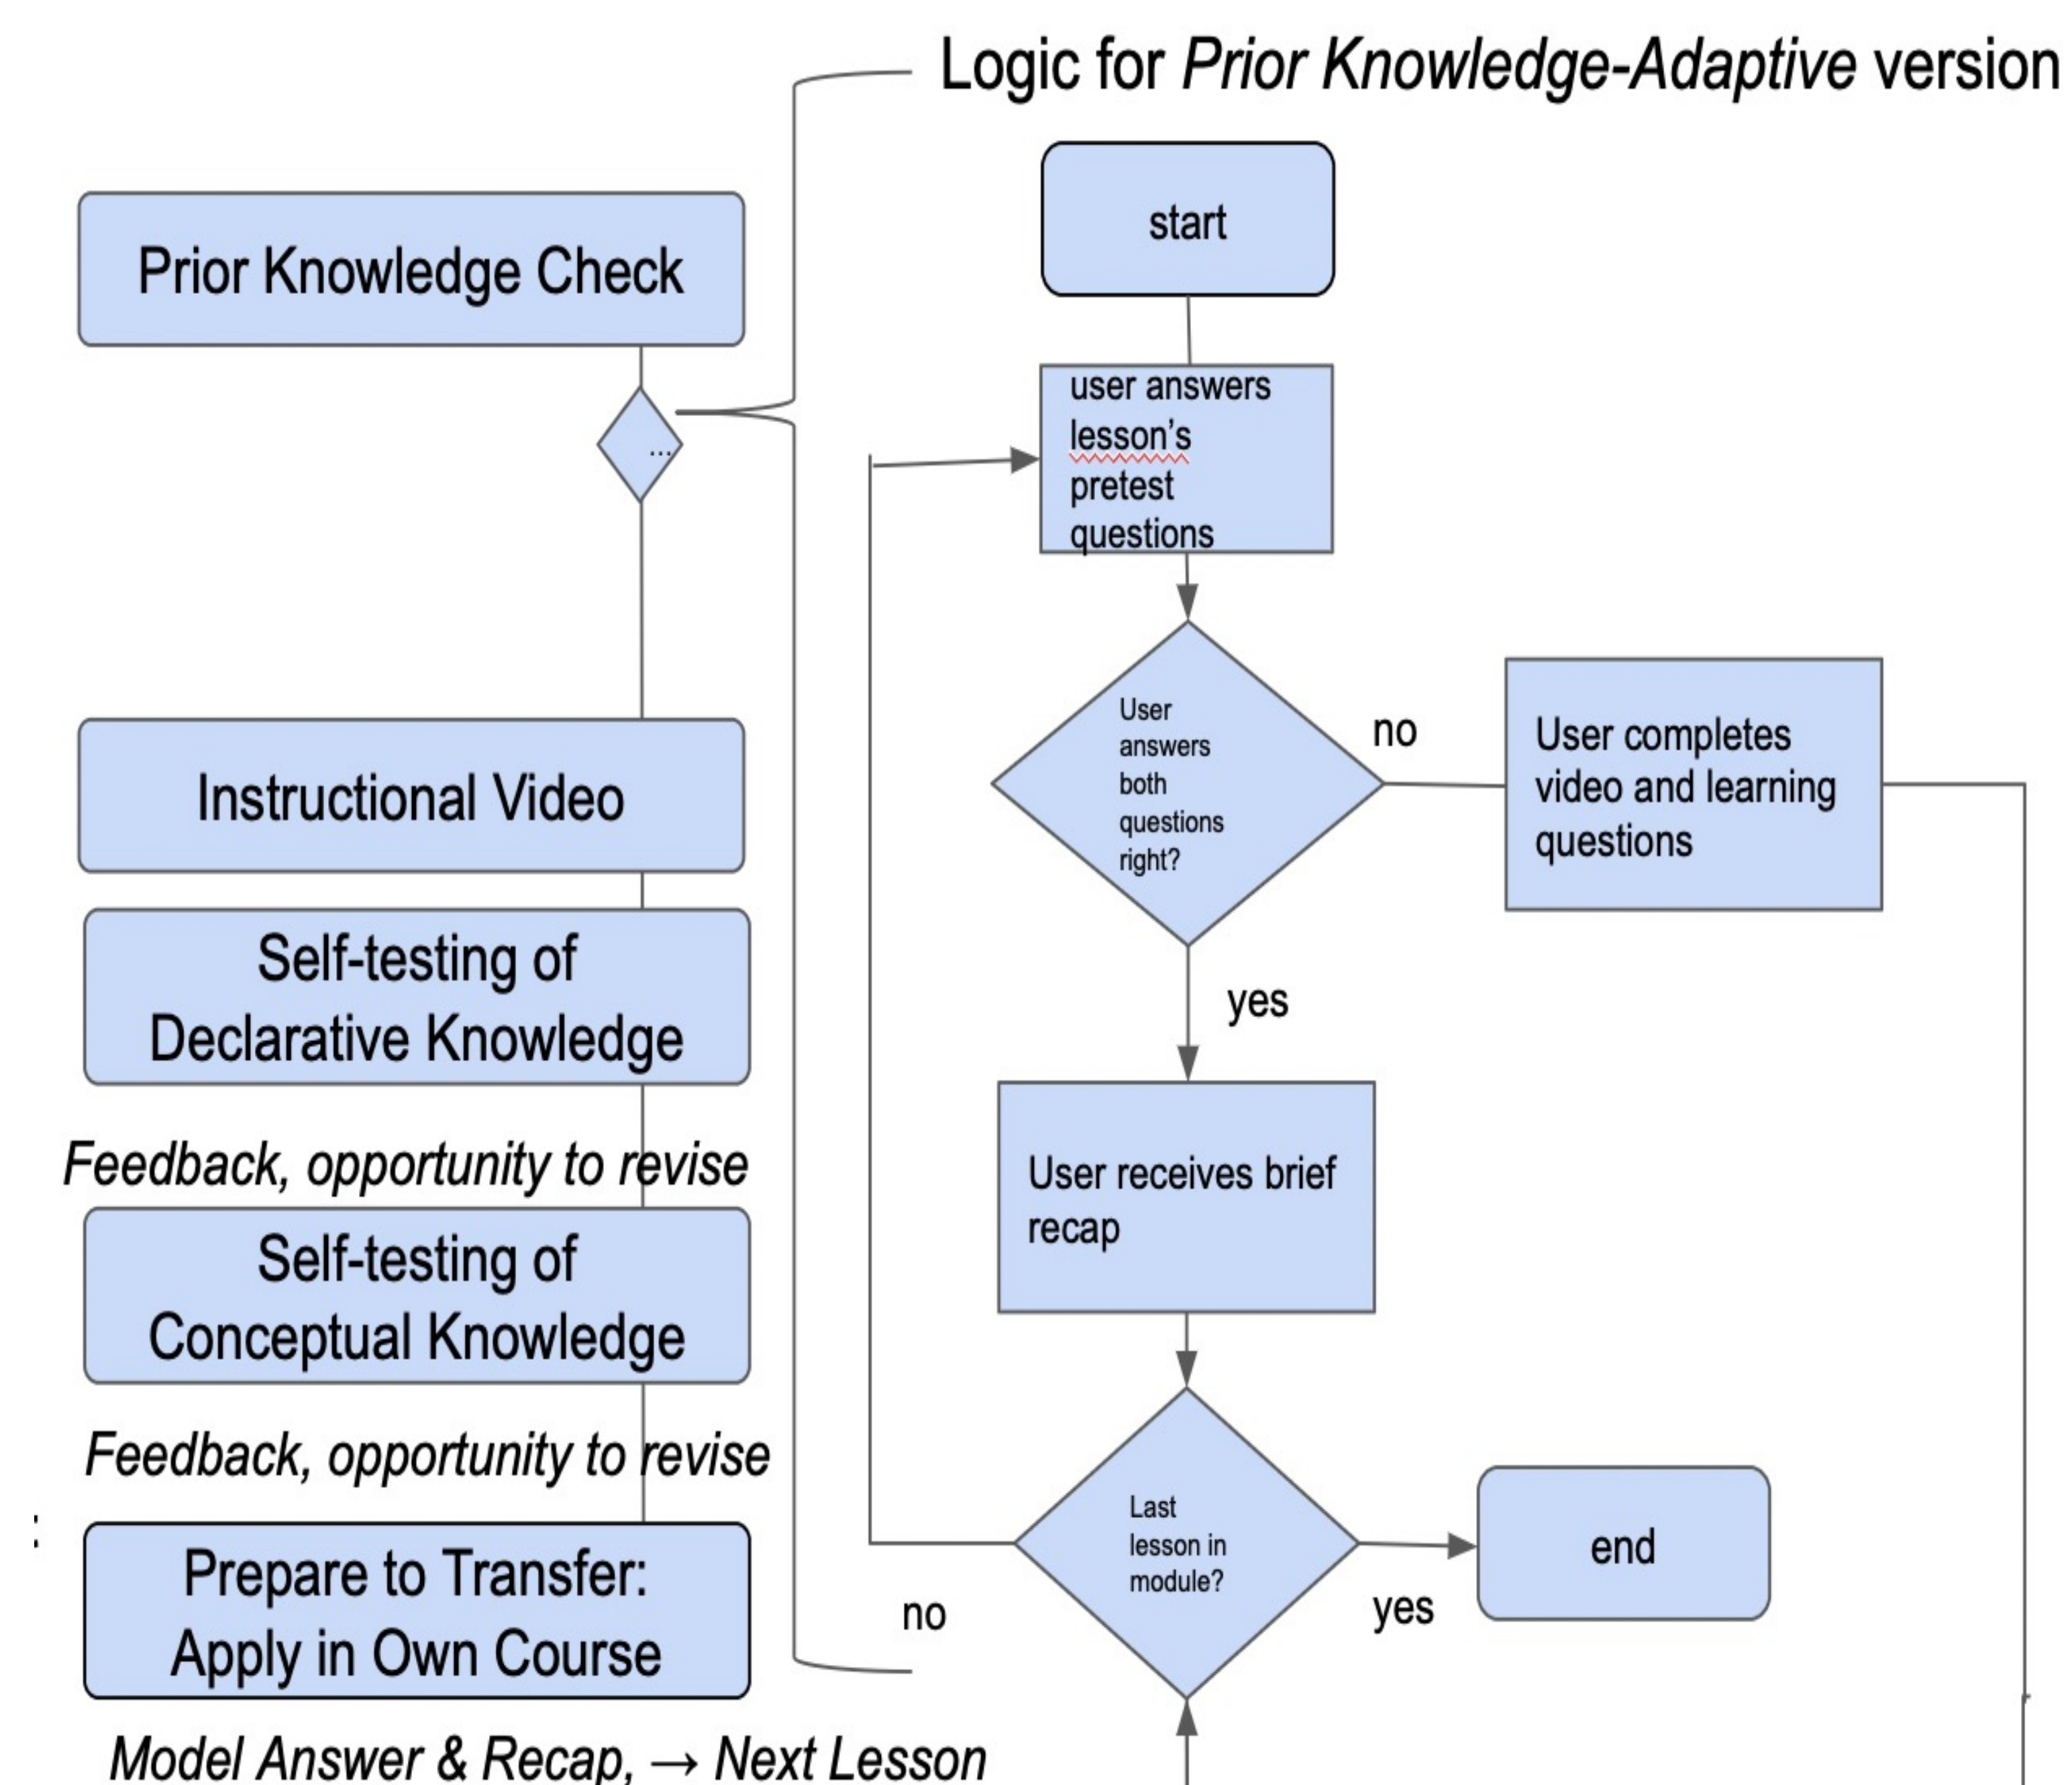 Logic for Prior Knowledge-Adaptive version
Prior Knowledge Check
...
Instructional Video
Self-testing of
Declarative Knowledge
Feedback, opportunity to revise
Self-testing of
Conceptual Knowledge
Feedback, opportunity to revise
:
Prepare to Transfer:
Apply in Own Course
Model Answer & Recap, → Next Lesson
start
user answers
lesson's
pretest
questions
User
answers
both
questions
right?
no
User completes
video and learning
questions
yes
User receives brief
recap
Last
lesson in
module?
no
yes
end